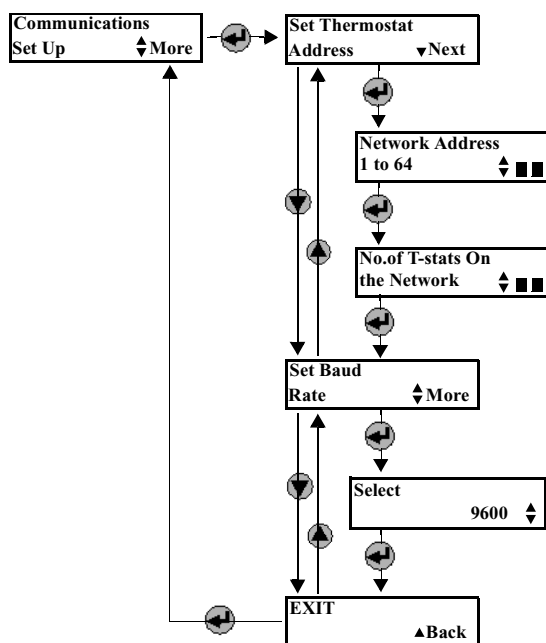 Communications
Set Up ▲▼More
Set Thermostat
Address ▼Next
Network Address
1 to 64 ▲▼
No.of T-stats On
the Network ▲▼
Set Baud
Rate ▲▼More
Select
9600 ▲▼
EXIT
▲Back